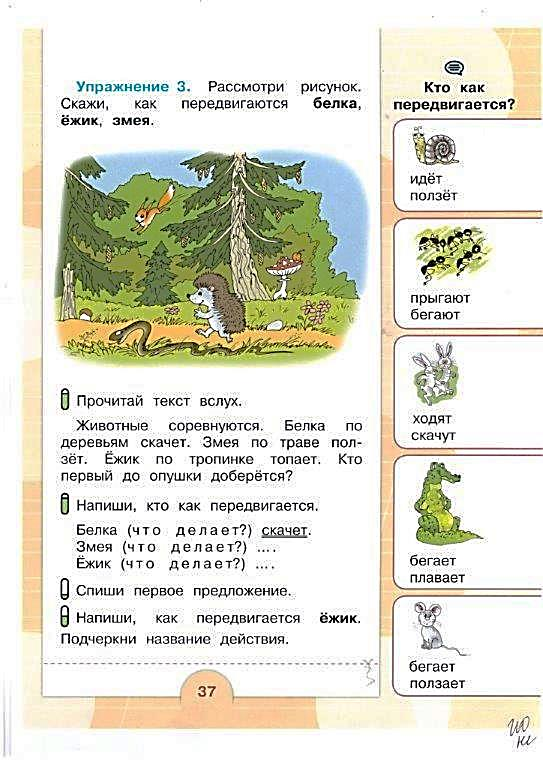 Упражнение 3. Рассмотри рисунок.
Скажи, как передвигаются белка,
ёжик, змея.
Прочитай текст вслух.
Животные соревнуются. Белка по
деревьям скачет. Змея по траве пол-
зёт. Ёжик по тропинке топает. Кто
первый до опушки доберётся?
Напиши, кто как передвигается.
Белка (что делает?) скачет.
Змея (что делает?) ....
Ёжик (что делает?) ....
Спиши первое предложение.
Напиши, как передвигается ёжик.
Подчеркни название действия.
37
Кто как
передвигается?
идёт
ползёт
прыгают
бегают
ходят
скачут
бегает
плавает
бегает
ползает